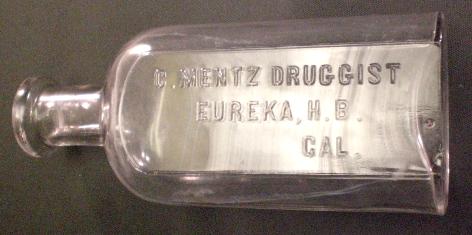 C. MENTZ DRUGGIST
EUREKA, H.B.
CAL.